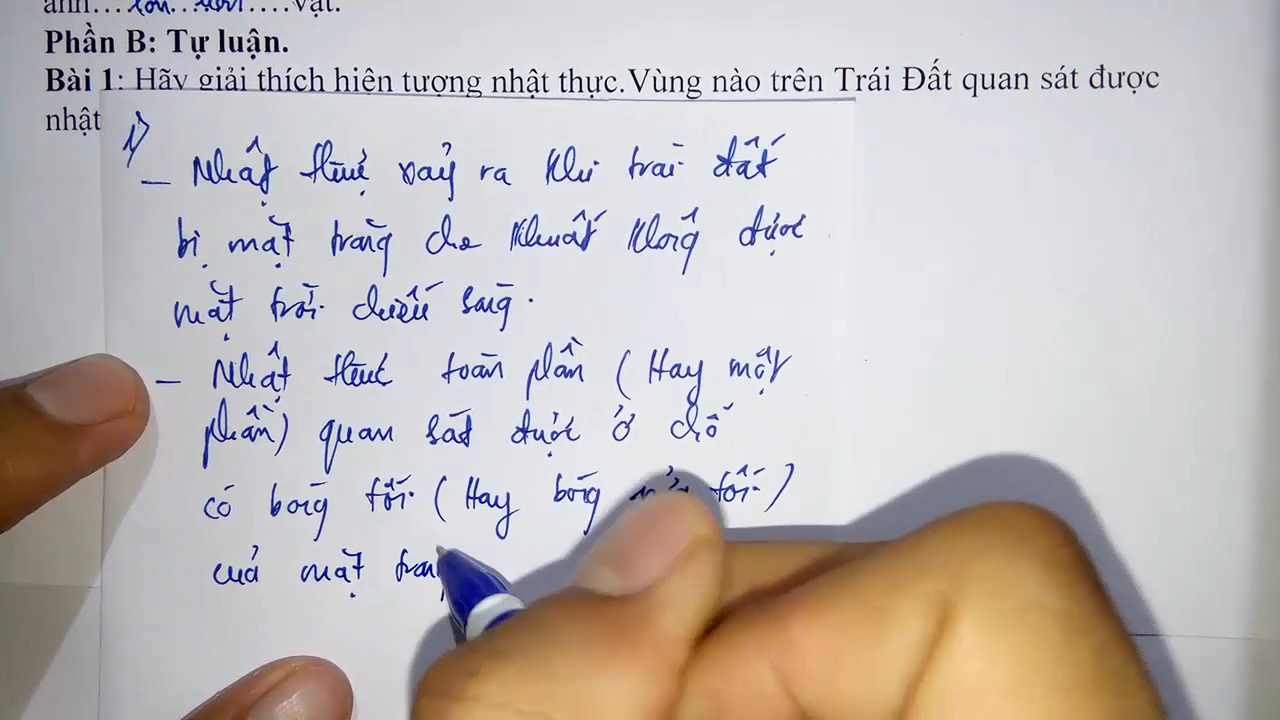 ánh... ....vật.
Phần B: Tự luận.
Bài 1: Hãy giải thích hiện tượng nhật thực.Vùng nào trên Trái Đất quan sát được
nhật
1)
- Nhật thực xảy ra khi trái đất
bị mặt trăng che khuất không được
mặt trời chiếu sáng.
- Nhật thực toàn phần (Hay một
phần) quan sát được ở chỗ
có bóng tối (Hay bóng nửa tối)
của mặt